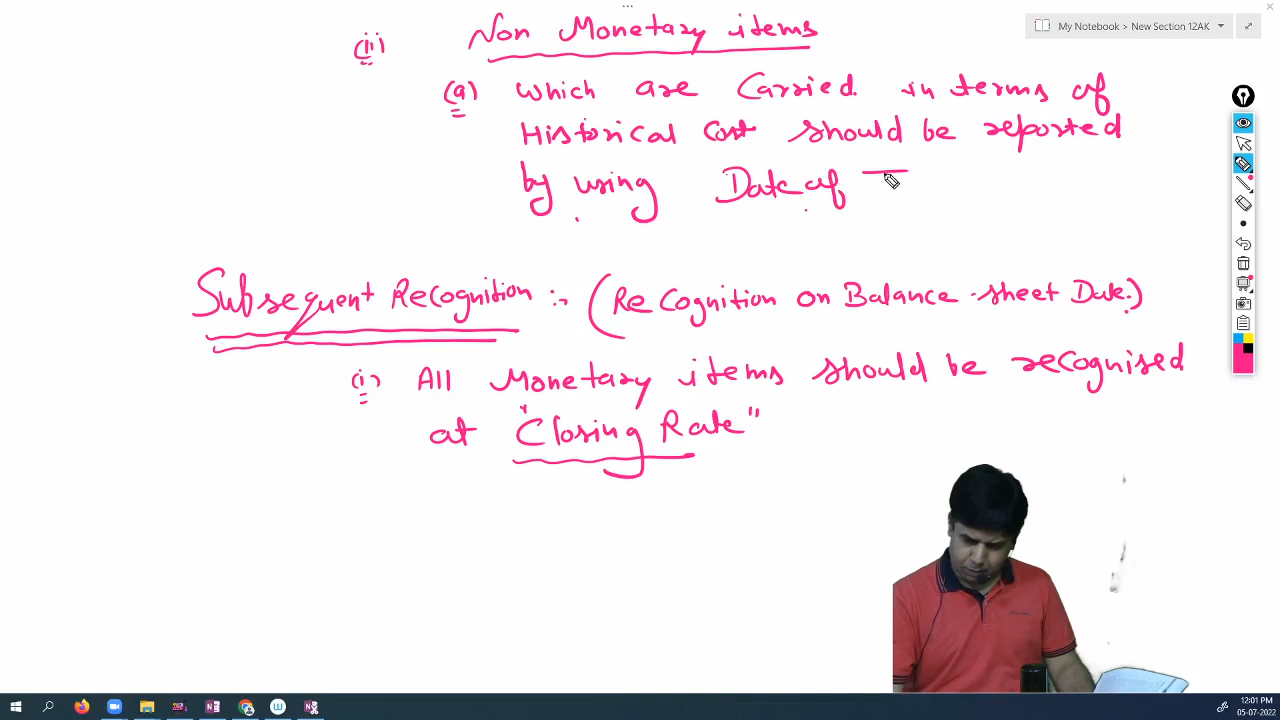 My Notebook > New Section 12AK
(ii) Non Monetary items
(a) which are Carried in terms of
Historical Cost should be reported
by using Date of
Subsequent Recognition :- (Recognition on Balance-sheet Date.)
(i) All Monetary items should be recognised
at "Closing Rate"
12:01 PM
05-07-2022